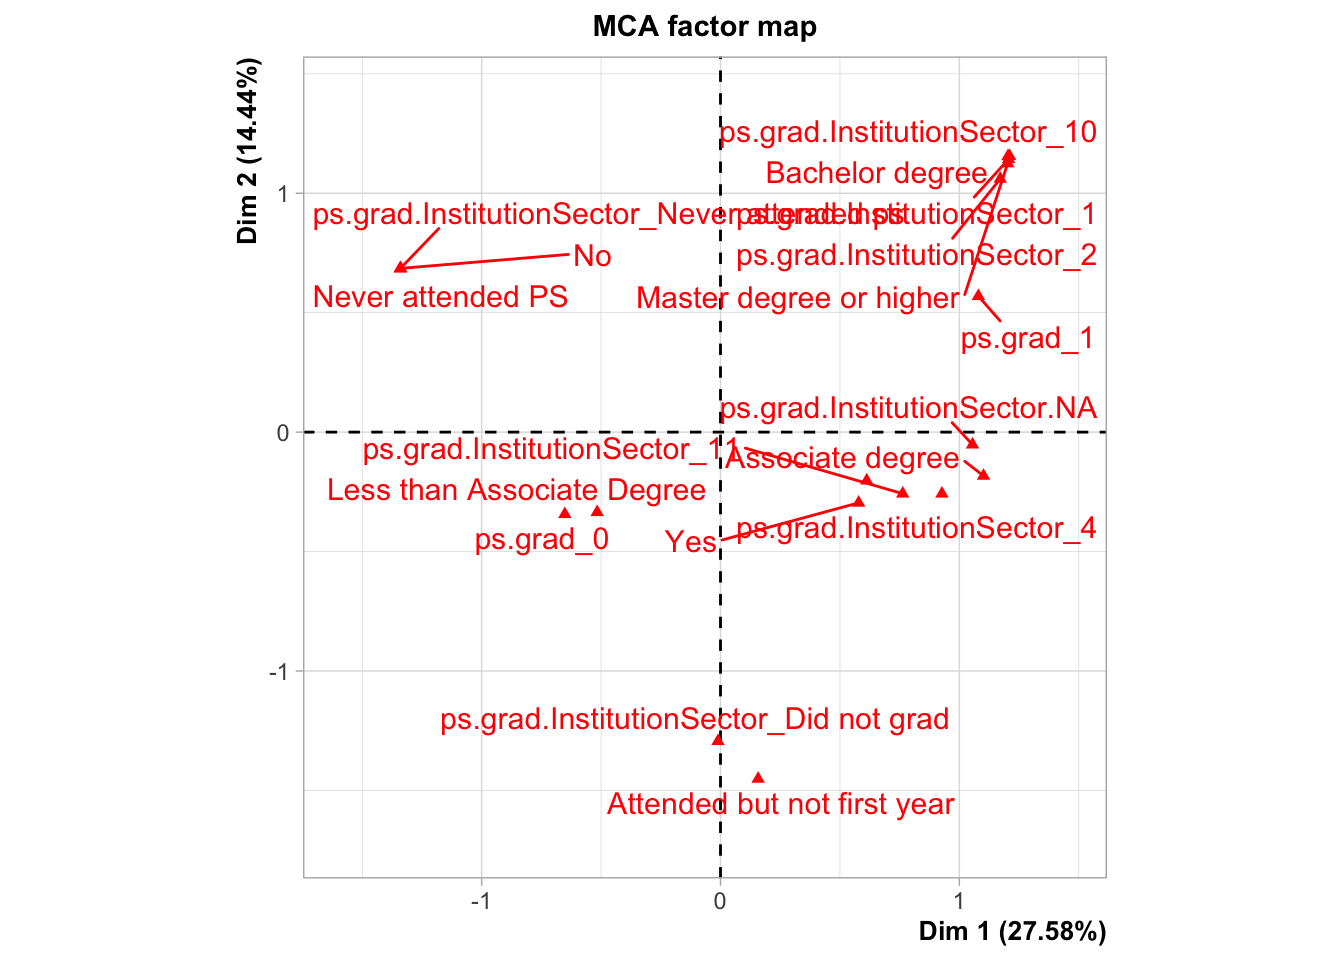 MCA factor map
Dim 2 (14.44%)
ps.grad.InstitutionSector_10
Bachelor degree
1
ps.grad.InstitutionSector_Never attended ps
ps.grad.InstitutionSector_1
No
ps.grad.InstitutionSector_2
Never attended PS
Master degree or higher
ps.grad_1
ps.grad.InstitutionSector.NA
0
ps.grad.InstitutionSector_11
Associate degree
Less than Associate Degree
ps.grad_0
Yes
ps.grad.InstitutionSector_4
-1
ps.grad.InstitutionSector_Did not grad
Attended but not first year
-1
0
1
Dim 1 (27.58%)